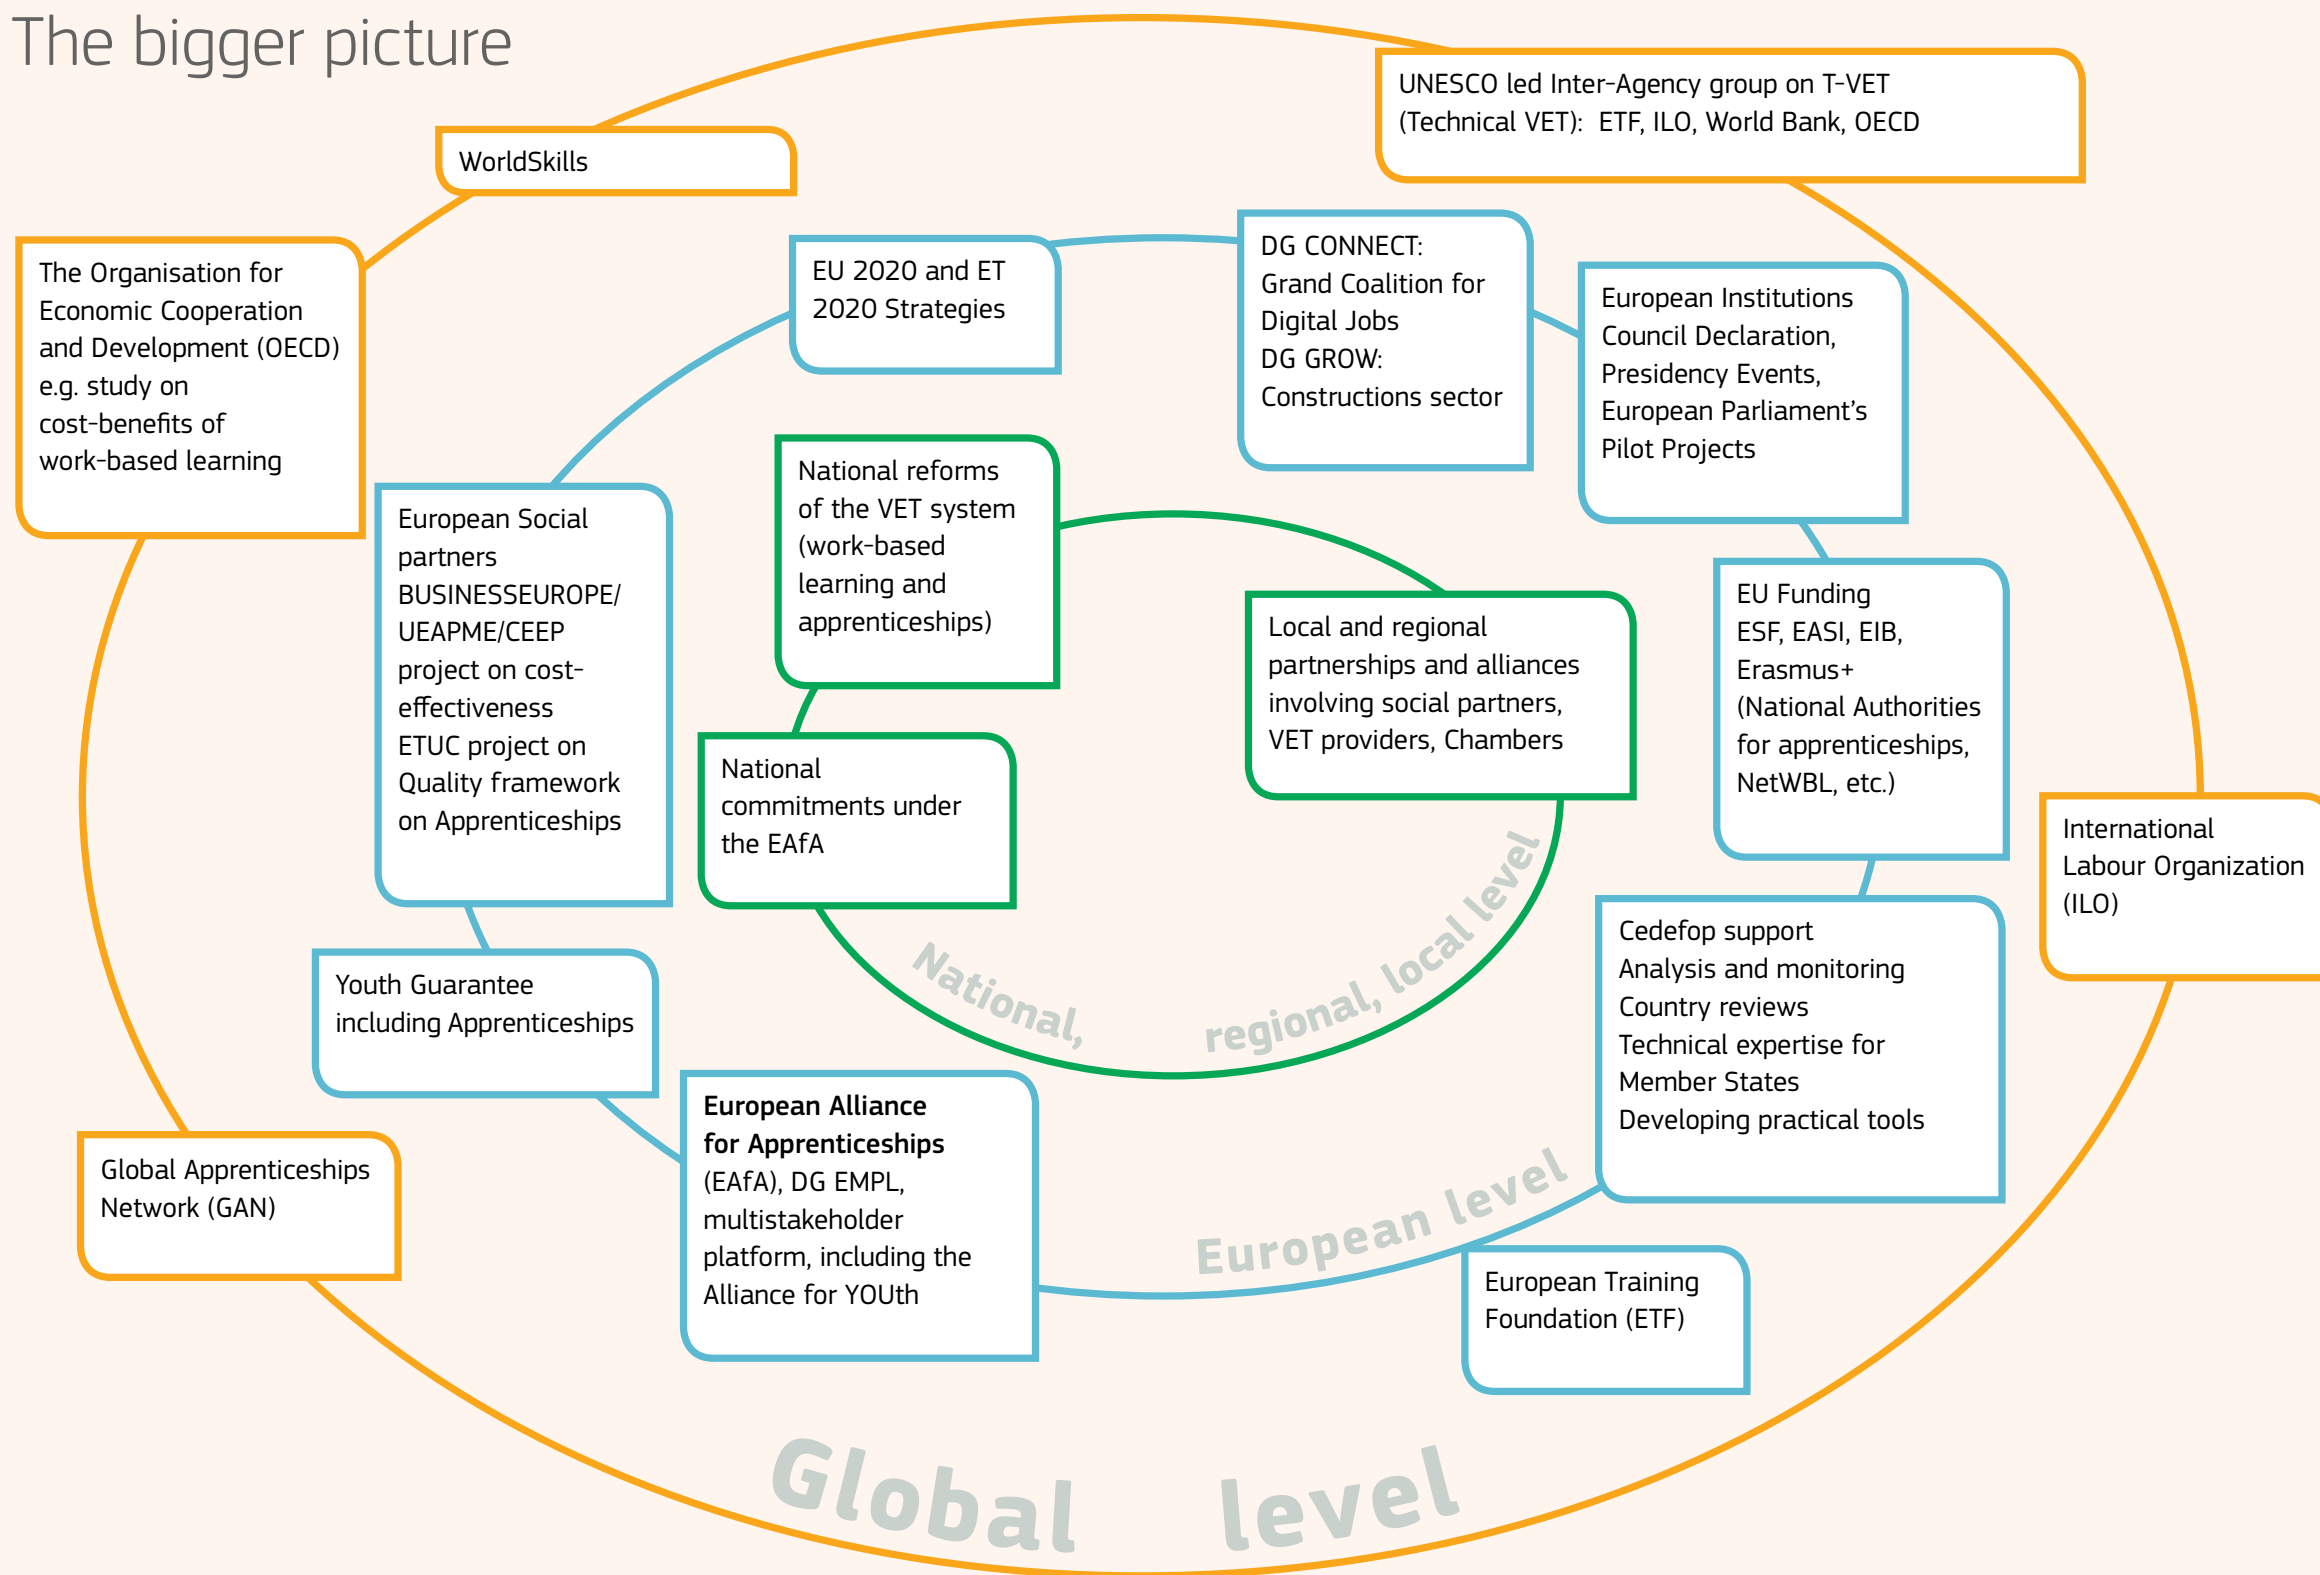 The bigger picture
UNESCO led Inter-Agency group on T-VET
(Technical VET):  ETF, ILO, World Bank, OECD
WorldSkills
The Organisation for
Economic Cooperation
and Development (OECD)
e.g. study on
cost-benefits of
work-based learning
EU 2020 and ET
2020 Strategies
DG CONNECT:
Grand Coalition for
Digital Jobs
DG GROW:
Constructions sector
European Institutions
Council Declaration,
Presidency Events,
European Parliament’s
Pilot Projects
National reforms
of the VET system
(work-based
learning and
apprenticeships)
European Social
partners
BUSINESSEUROPE/
UEAPME/CEEP
project on cost-
effectiveness
ETUC project on
Quality framework
on Apprenticeships
EU Funding
ESF, EASI, EIB,
Erasmus+
(National Authorities
for apprenticeships,
NetWBL, etc.)
Local and regional
partnerships and alliances
involving social partners,
VET providers, Chambers
National
commitments under
the EAfA
International
Labour Organization
(ILO)
National, regional, local level
Cedefop support
Analysis and monitoring
Country reviews
Technical expertise for
Member States
Developing practical tools
Youth Guarantee
including Apprenticeships
European Alliance
for Apprenticeships
(EAfA), DG EMPL,
multistakeholder
platform, including the
Alliance for YOUth
Global Apprenticeships
Network (GAN)
European level
European Training
Foundation (ETF)
Global level